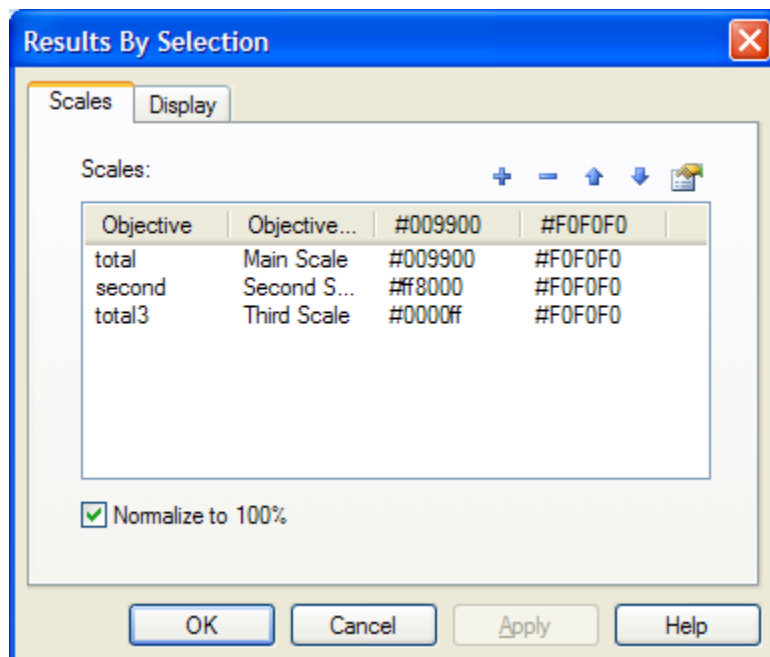 Results By Selection
Scales Display
Scales:
Objective Objective... #009900 #F0F0F0
total Main Scale #009900 #F0F0F0
second Second S... #ff8000 #F0F0F0
total3 Third Scale #0000ff #F0F0F0
Normalize to 100%
OK Cancel Apply Help